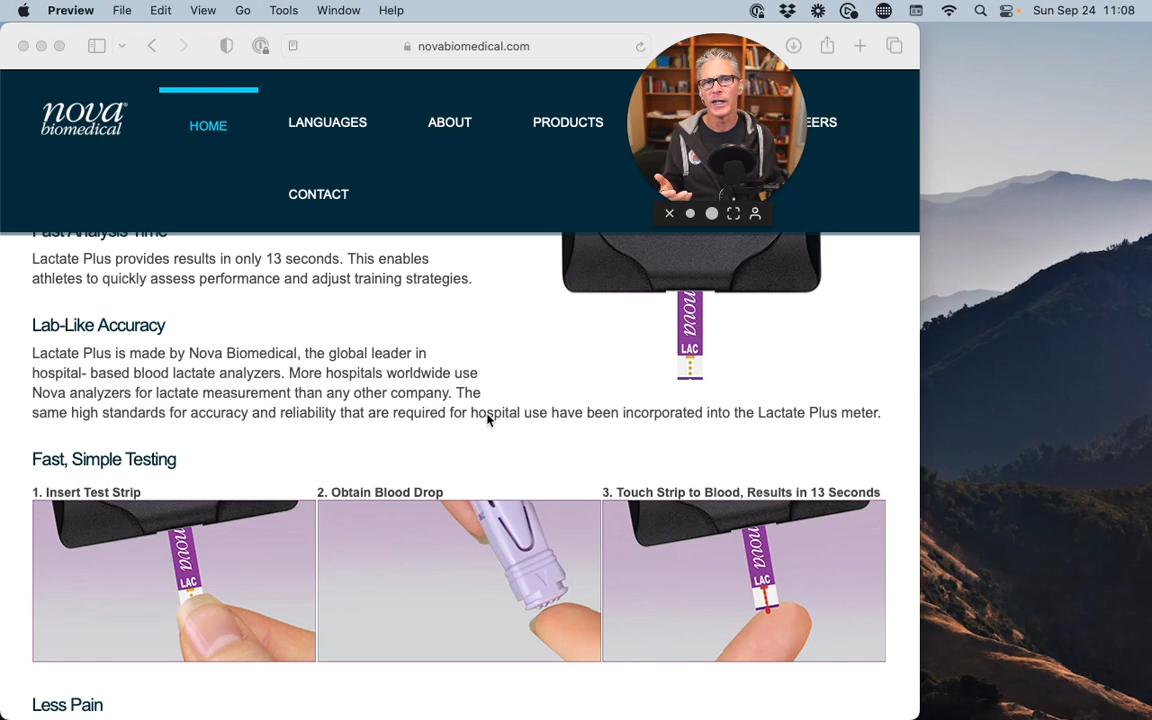 Preview File Edit View Go Tools Window Help Sun Sep 24 11:08
novabiomedical.com
nova
biomedical
HOME LANGUAGES ABOUT PRODUCTS EERS
CONTACT
Fast Analysis Time
Lactate Plus provides results in only 13 seconds. This enables
athletes to quickly assess performance and adjust training strategies.
nova
LAC
Lab-Like Accuracy
Lactate Plus is made by Nova Biomedical, the global leader in
hospital- based blood lactate analyzers. More hospitals worldwide use
Nova analyzers for lactate measurement than any other company. The
same high standards for accuracy and reliability that are required for hospital use have been incorporated into the Lactate Plus meter.
Fast, Simple Testing
1. Insert Test Strip 2. Obtain Blood Drop 3. Touch Strip to Blood, Results in 13 Seconds
nova nova
LAC LAC
Less Pain